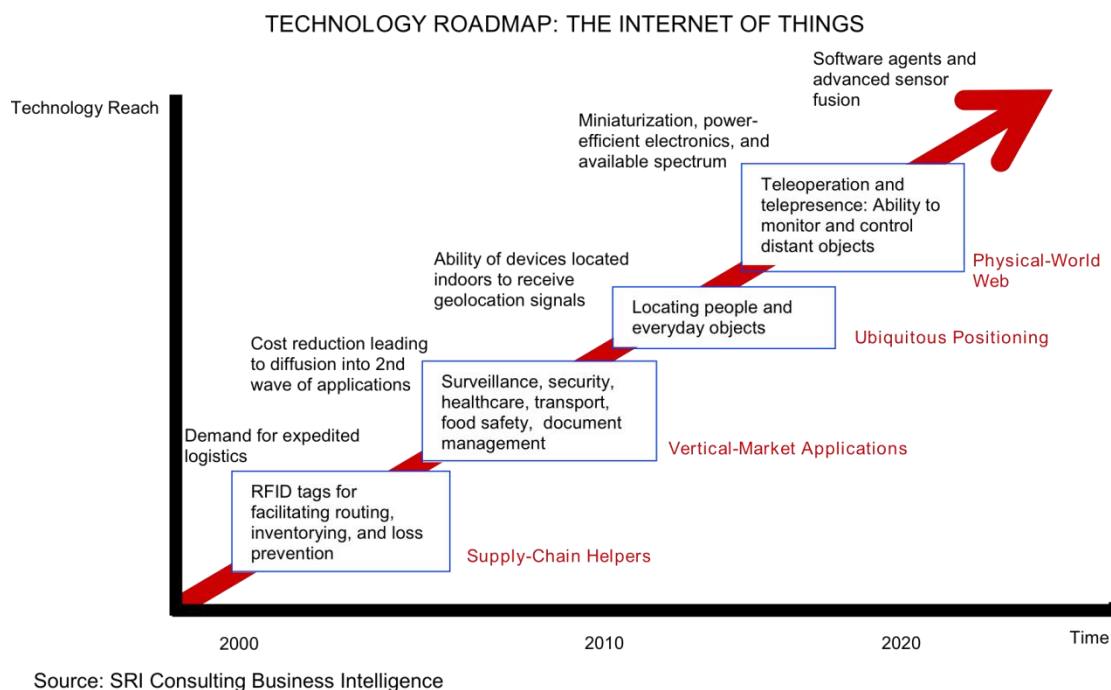 TECHNOLOGY ROADMAP: THE INTERNET OF THINGS
Software agents and
advanced sensor
fusion
Technology Reach
Miniaturization, power-
efficient electronics, and
available spectrum
Teleoperation and
telepresence: Ability to
monitor and control
distant objects
Physical-World
Web
Ability of devices located
indoors to receive
geolocation signals
Locating people and
everyday objects
Ubiquitous Positioning
Cost reduction leading
to diffusion into 2nd
wave of applications
Surveillance, security,
healthcare, transport,
food safety, document
management
Vertical-Market Applications
Demand for expedited
logistics
RFID tags for
facilitating routing,
inventorying, and loss
prevention
Supply-Chain Helpers
2000
2010
2020
Time
Source: SRI Consulting Business Intelligence